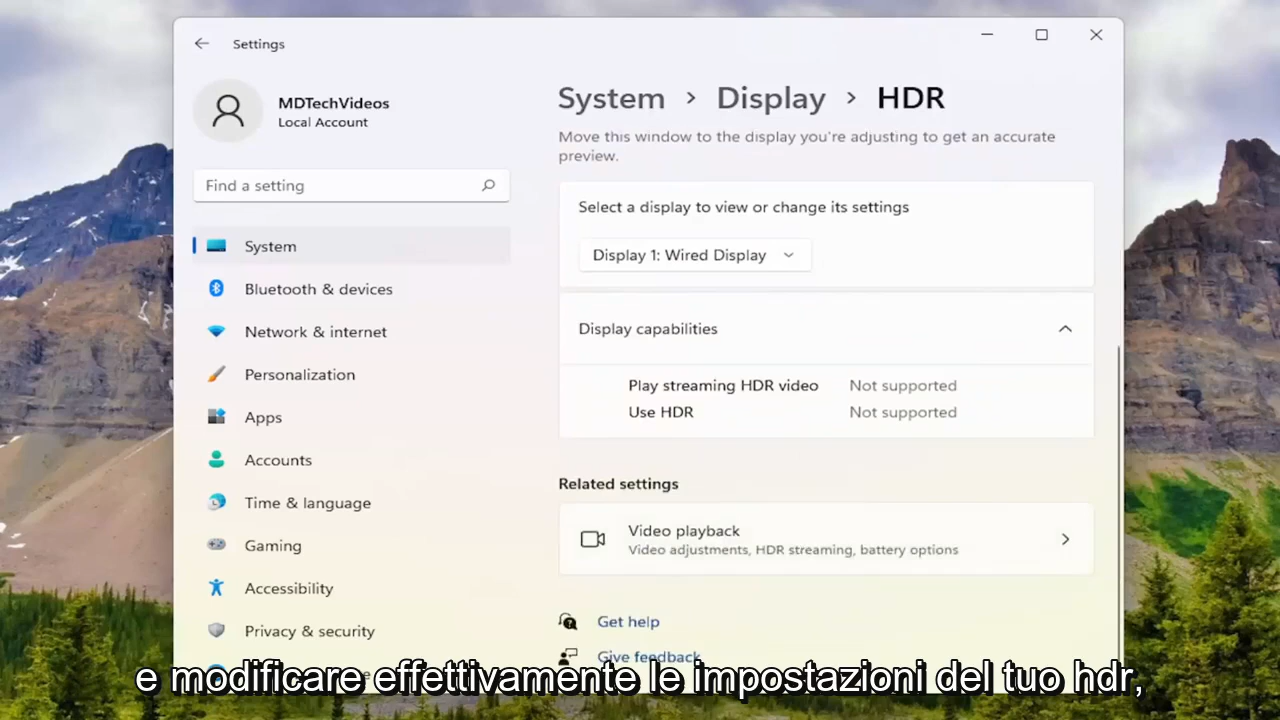 Settings
MDTechVideos
Local Account
Find a setting
System
Bluetooth & devices
Network & internet
Personalization
Apps
Accounts
Time & language
Gaming
Accessibility
Privacy & security
System > Display > HDR
Move this window to the display you're adjusting to get an accurate
preview.
Select a display to view or change its settings
Display 1: Wired Display
Display capabilities
Play streaming HDR video Not supported
Use HDR Not supported
Related settings
Video playback
Video adjustments, HDR streaming, battery options
Get help
Give feedback
e modificare effettivamente le impostazioni del tuo hdr,